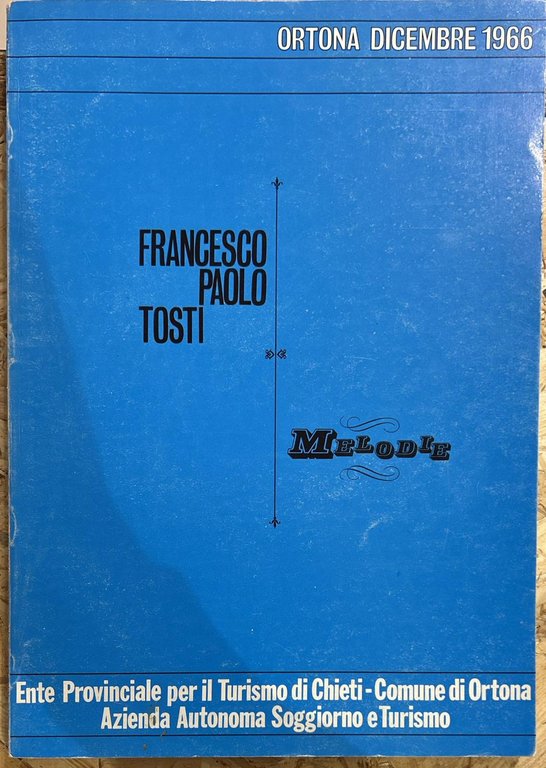 ORTONA DICEMBRE 1966
FRANCESCO
PAOLO
TOSTI
MELODIE
Ente Provinciale per il Turismo di Chieti - Comune di Ortona
Azienda Autonoma Soggiorno e Turismo